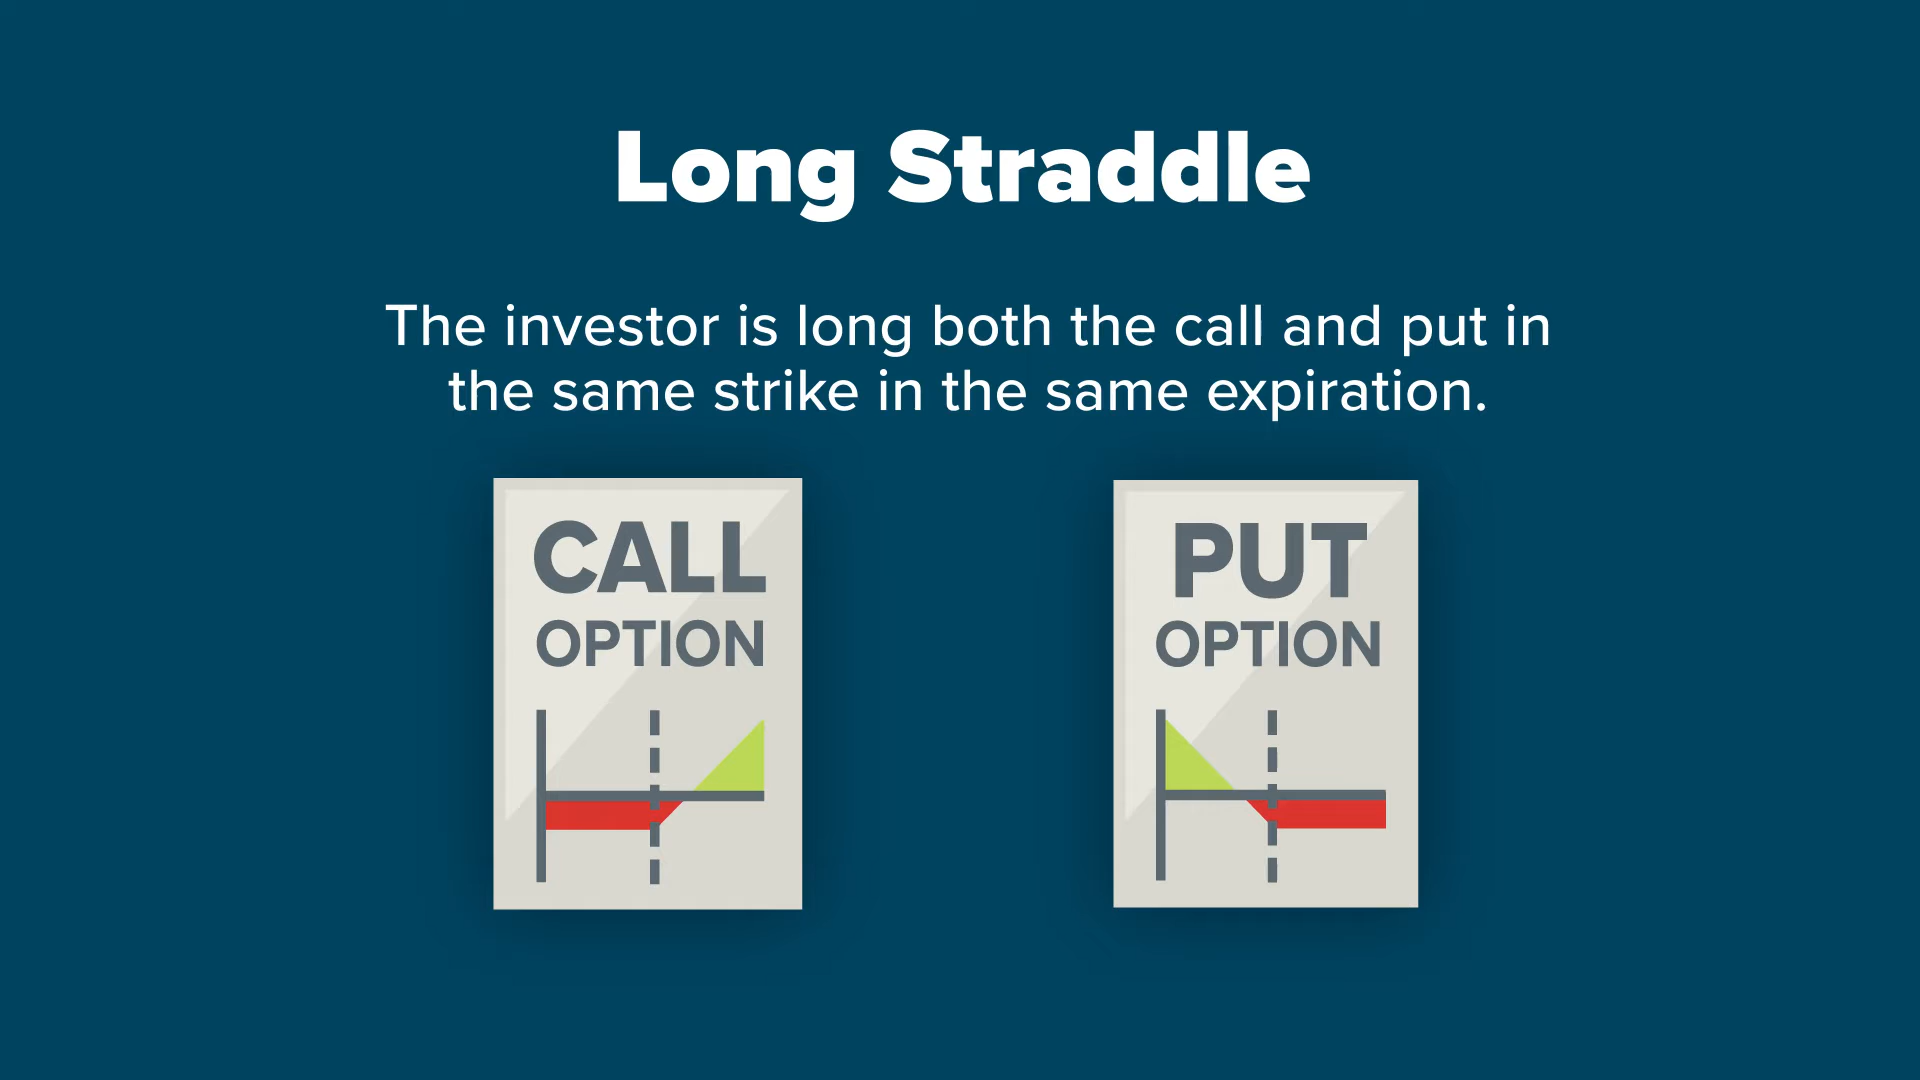 Long Straddle
The investor is long both the call and put in
the same strike in the same expiration.
CALL
OPTION
PUT
OPTION